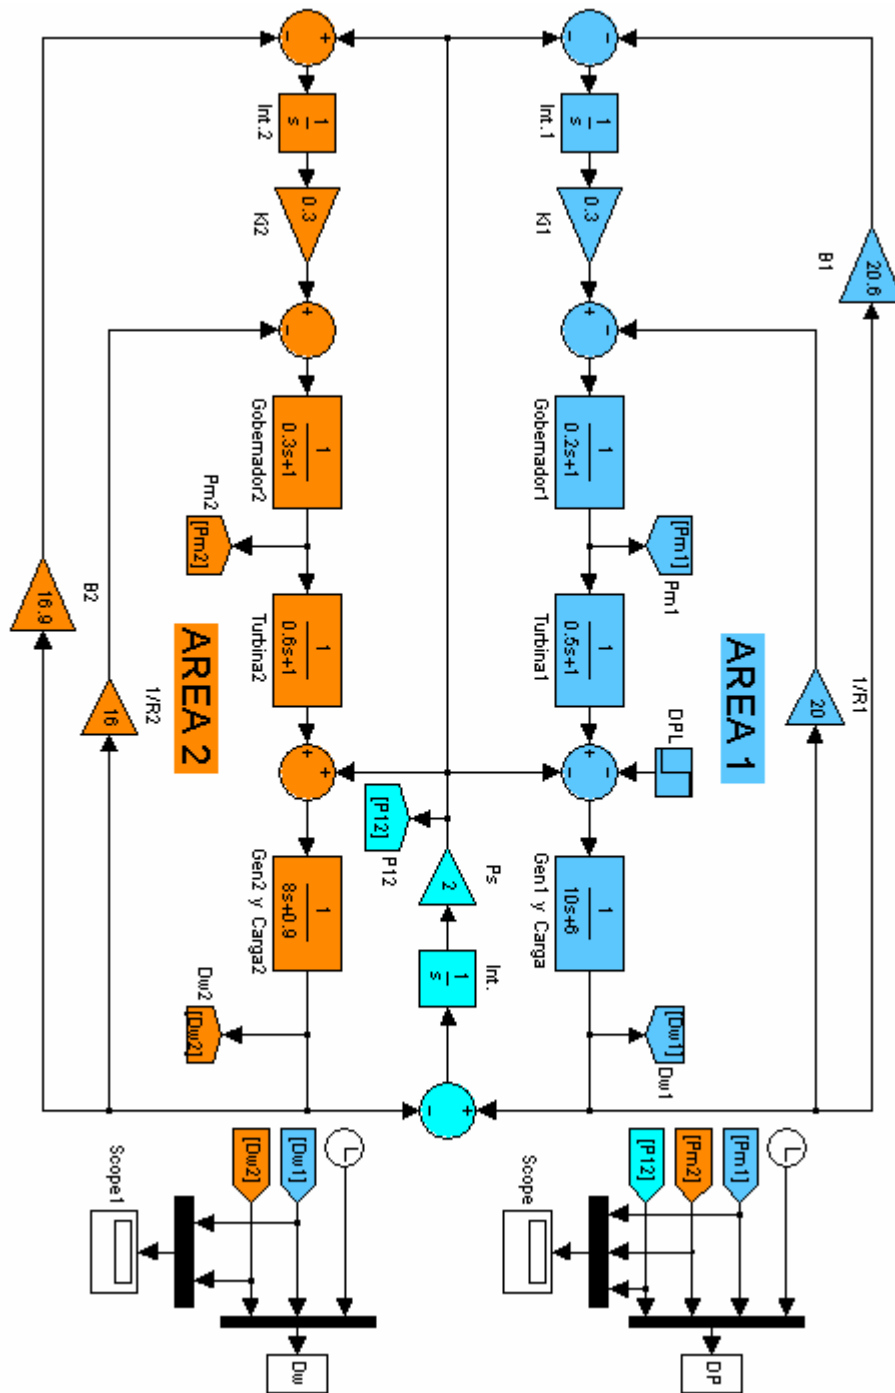 20.6
B1
20
1/R1
AREA 1
DPL
[Pm1]
Pm1
[Dw1]
Dw1
-
-
1
s
Int.1
0.3
Ki1
+
-
1
0.2s+1
Gobernador1
1
0.5s+1
Turbina1
+
-
-
1
10s+6
Gen1 y Carga
2
Ps
1
s
Int.
+
-
[P12]
P12
+
-
1
s
Int.2
0.3
Ki2
+
-
1
0.3s+1
Gobernador2
1
0.6s+1
Turbina2
+
+
1
8s+0.9
Gen2 y Carga2
[Pm2]
Pm2
[Dw2]
Dw2
AREA 2
16
1/R2
16.9
B2
[Pm1]
[Pm2]
[P12]
DP
Scope
[Dw1]
[Dw2]
Dw
Scope1